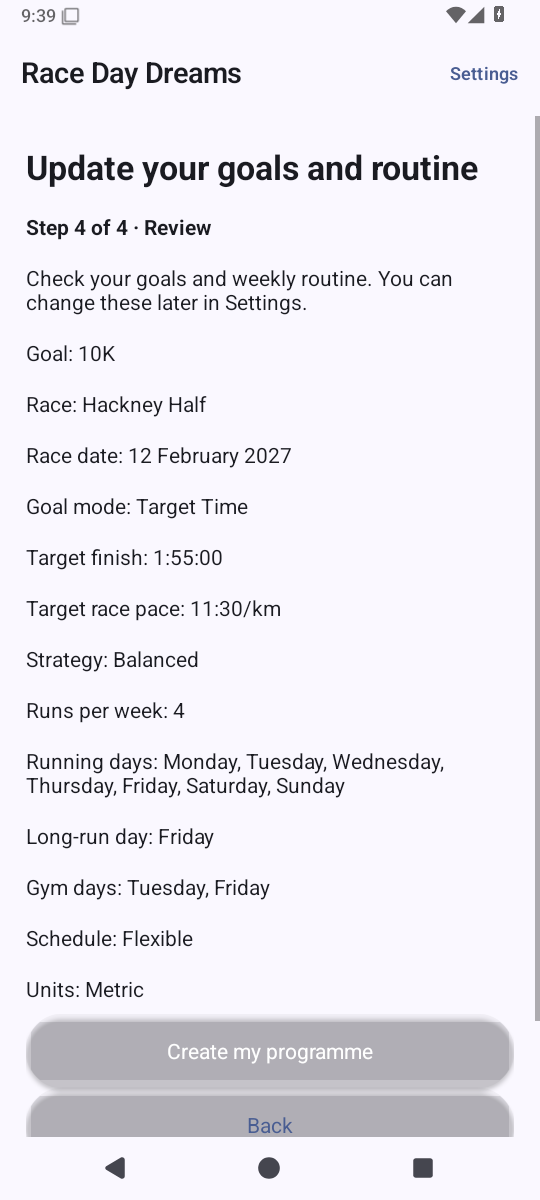 9:39
Race Day Dreams
Settings
Update your goals and routine
Step 4 of 4 · Review
Check your goals and weekly routine. You can
change these later in Settings.
Goal: 10K
Race: Hackney Half
Race date: 12 February 2027
Goal mode: Target Time
Target finish: 1:55:00
Target race pace: 11:30/km
Strategy: Balanced
Runs per week: 4
Running days: Monday, Tuesday, Wednesday,
Thursday, Friday, Saturday, Sunday
Long-run day: Friday
Gym days: Tuesday, Friday
Schedule: Flexible
Units: Metric
Create my programme
Back